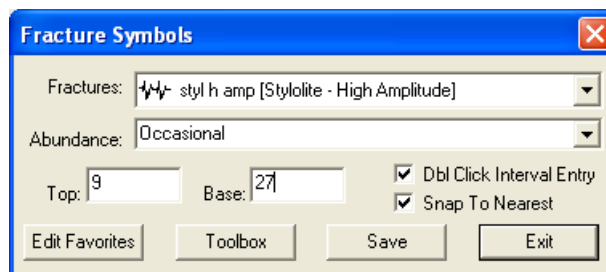 Fracture Symbols
Fractures: styl h amp [Stylolite - High Amplitude]
Abundance: Occasional
Top: 9 Base: 27 Dbl Click Interval Entry
Snap To Nearest
Edit Favorites Toolbox Save Exit